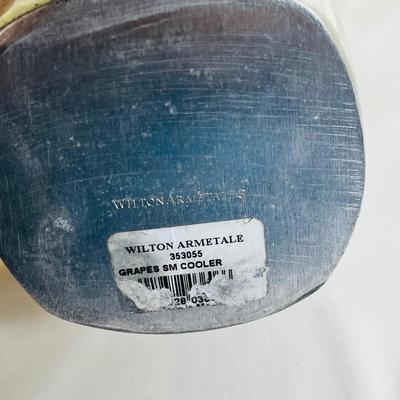 WILTON ARMETALE®
WILTON ARMETALE
353055
GRAPES SM COOLER